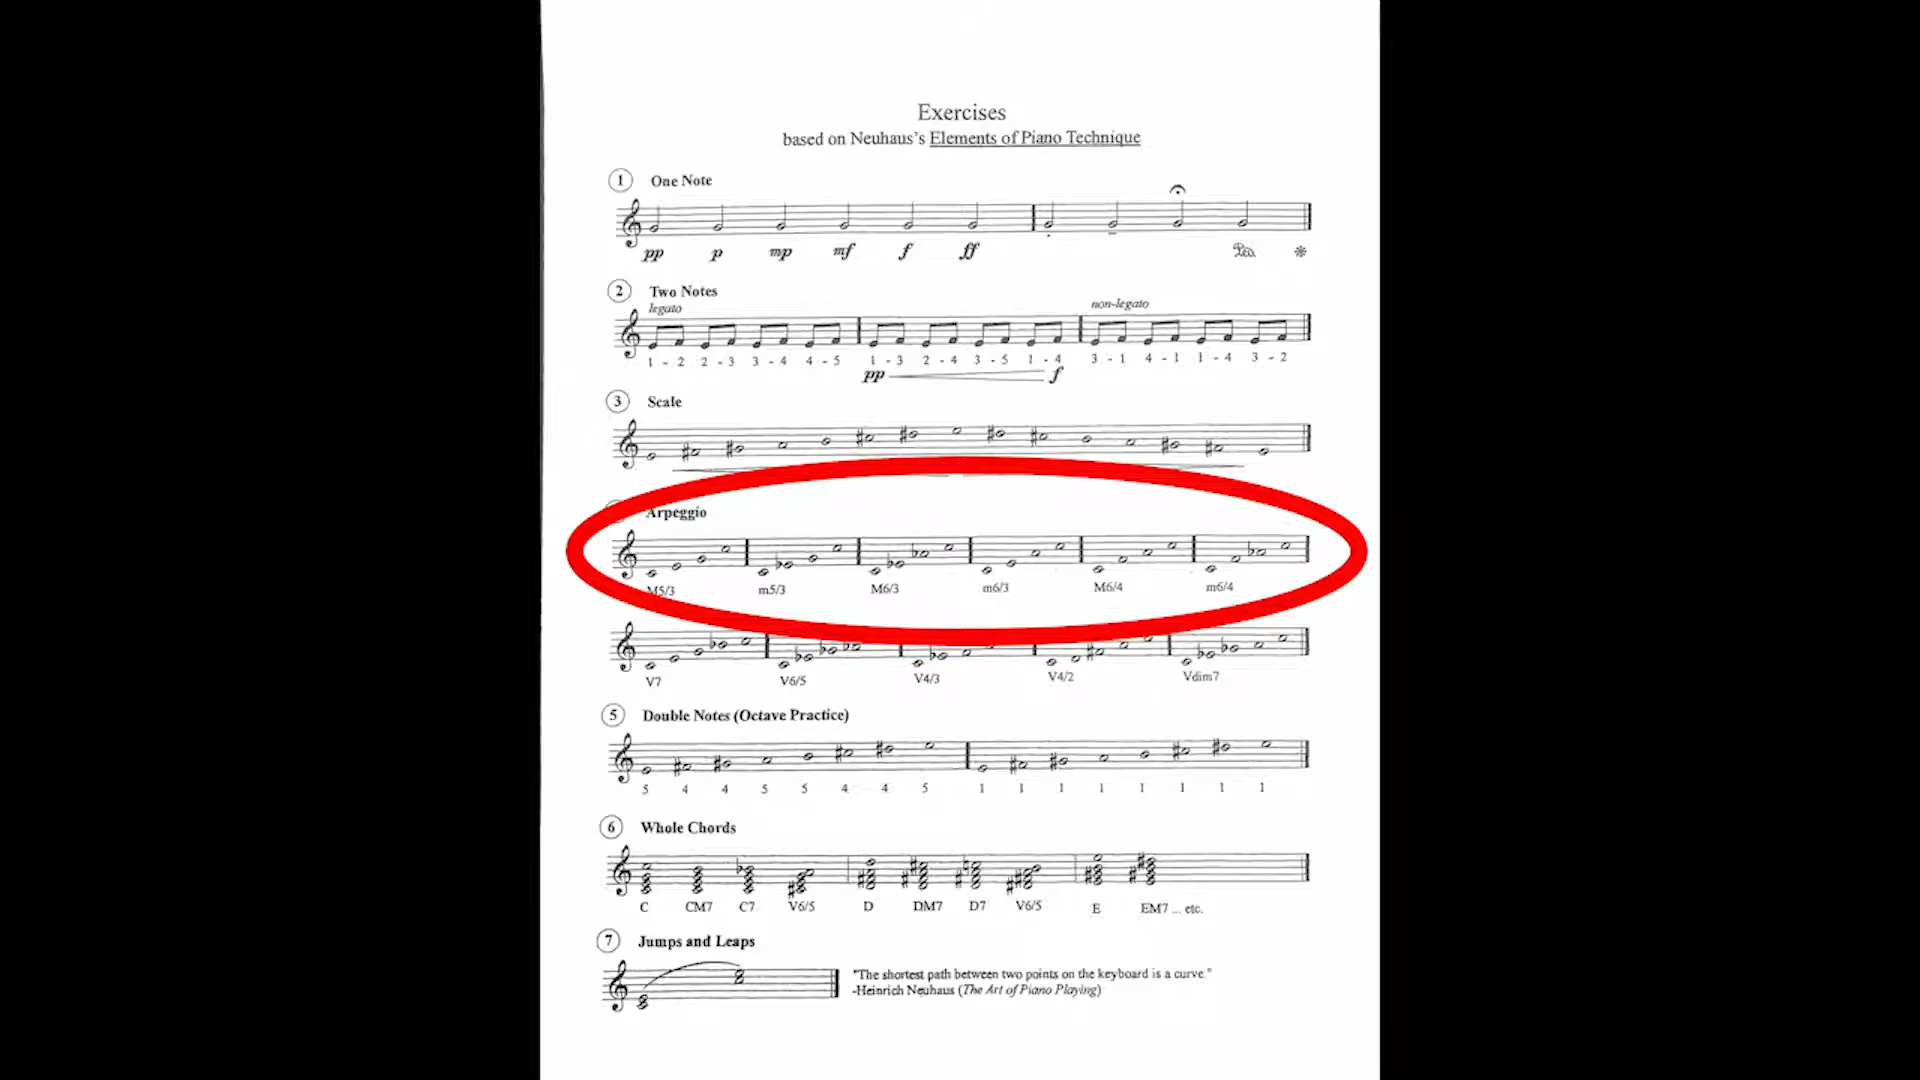 Exercises
based on Neuhaus's Elements of Piano Technique
1 One Note
pp p mp mf f ff
2 Two Notes
legato non-legato
1 - 2 2 - 3 3 - 4 4 - 5 1 - 3 2 - 4 3 - 5 1 - 4 3 - 1 4 - 1 1 - 4 3 - 2
pp f
3 Scale
Arpeggio
M5/3 m5/3 M6/3 m6/3 M6/4 m6/4
V7 V6/5 V4/3 V4/2 Vdim7
5 Double Notes (Octave Practice)
5 4 4 5 5 4 4 5 1 1 1 1 1 1 1 1
6 Whole Chords
C CM7 C7 V6/5 D DM7 D7 V6/5 E EM7 ... etc.
7 Jumps and Leaps
"The shortest path between two points on the keyboard is a curve."
-Heinrich Neuhaus (The Art of Piano Playing)